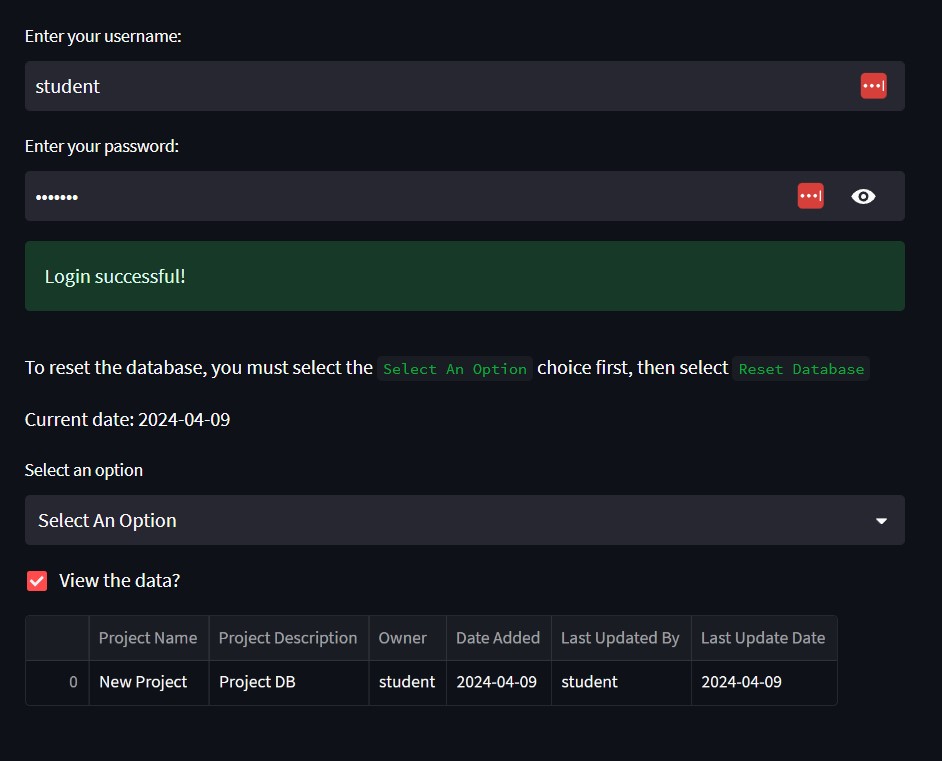 Enter your username:
student
Enter your password:
•••••••
Login successful!
To reset the database, you must select the Select An Option choice first, then select Reset Database
Current date: 2024-04-09
Select an option
Select An Option
View the data?
Project Name Project Description Owner Date Added Last Updated By Last Update Date
0 New Project Project DB student 2024-04-09 student 2024-04-09